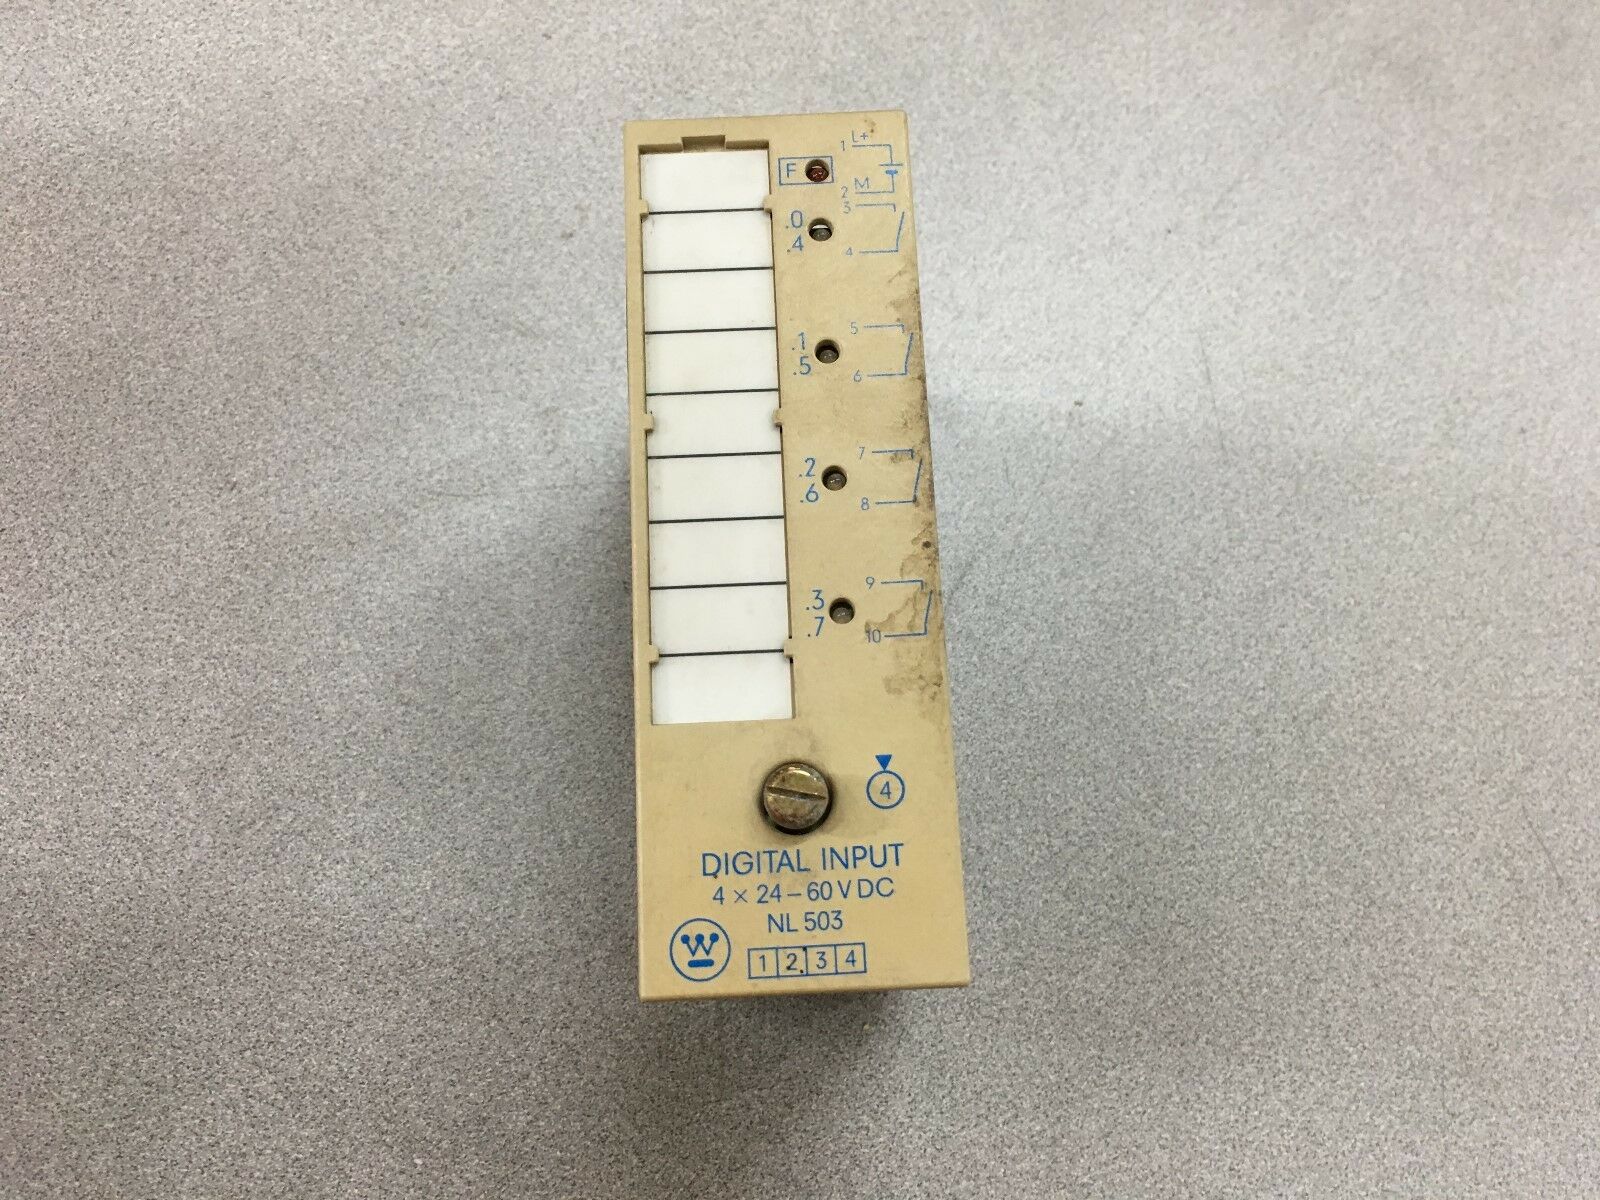 L+
1
F
M
2
3
.0
.4
4
5
.1
.5
6
7
.2
.6
8
9
.3
.7
10
4
DIGITAL INPUT
4 × 24–60 V DC
NL 503
W
1 2 3 4